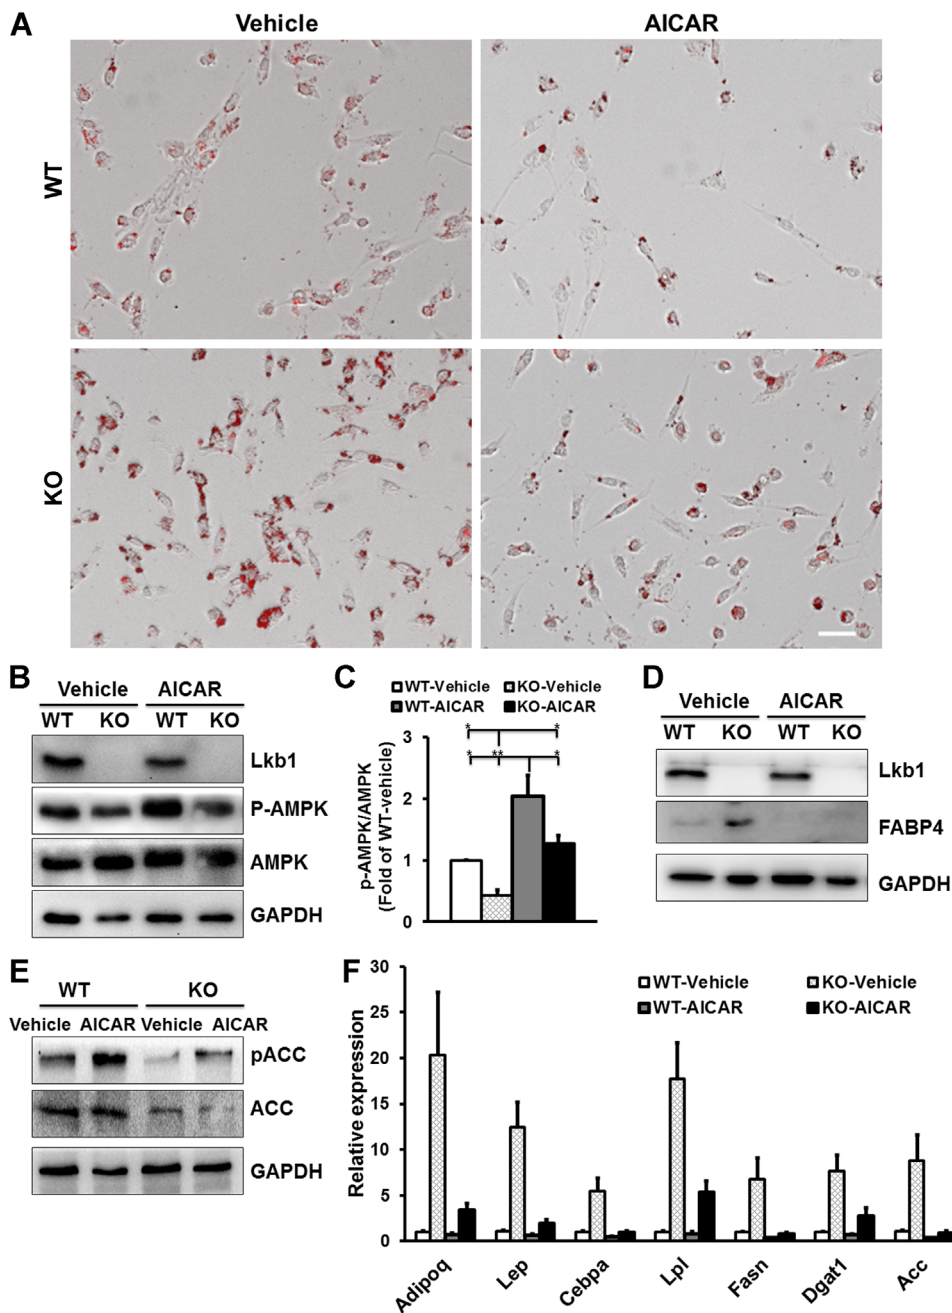 A
Vehicle AICAR
WT
KO
B
Vehicle AICAR
WT KO WT KO
Lkb1
P-AMPK
AMPK
GAPDH
C
WT-Vehicle KO-Vehicle
WT-AICAR KO-AICAR
p-AMPK/AMPK
(Fold of WT-vehicle)
3
2
1
0
* *
* ** *
D
Vehicle AICAR
WT KO WT KO
Lkb1
FABP4
GAPDH
E
WT KO
Vehicle AICAR Vehicle AICAR
pACC
ACC
GAPDH
F
WT-Vehicle KO-Vehicle
WT-AICAR KO-AICAR
Relative expression
30
25
20
15
10
5
0
Adipoq Lep Cebpa Lpl Fasn Dgat1 Acc